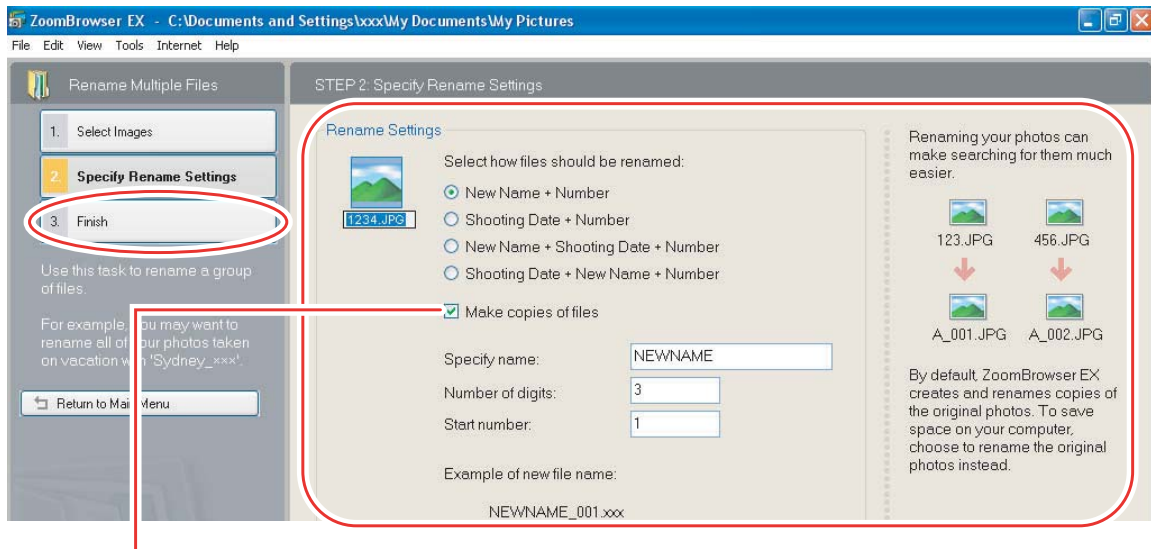 ZoomBrowser EX - C:\Documents and Settings\xxx\My Documents\My Pictures
File Edit View Tools Internet Help
Rename Multiple Files
1. Select Images
2. Specify Rename Settings
3. Finish
Use this task to rename a group
of files.
For example, you may want to
rename all of your photos taken
on vacation with 'Sydney_×××'.
Return to Main Menu
STEP 2: Specify Rename Settings
Rename Settings
1234.JPG
Select how files should be renamed:
New Name + Number
Shooting Date + Number
New Name + Shooting Date + Number
Shooting Date + New Name + Number
Make copies of files
Specify name: NEWNAME
Number of digits: 3
Start number: 1
Example of new file name:
NEWNAME_001.xxx
Renaming your photos can
make searching for them much
easier.
123.JPG 456.JPG
A_001.JPG A_002.JPG
By default, ZoomBrowser EX
creates and renames copies of
the original photos. To save
space on your computer,
choose to rename the original
photos instead.